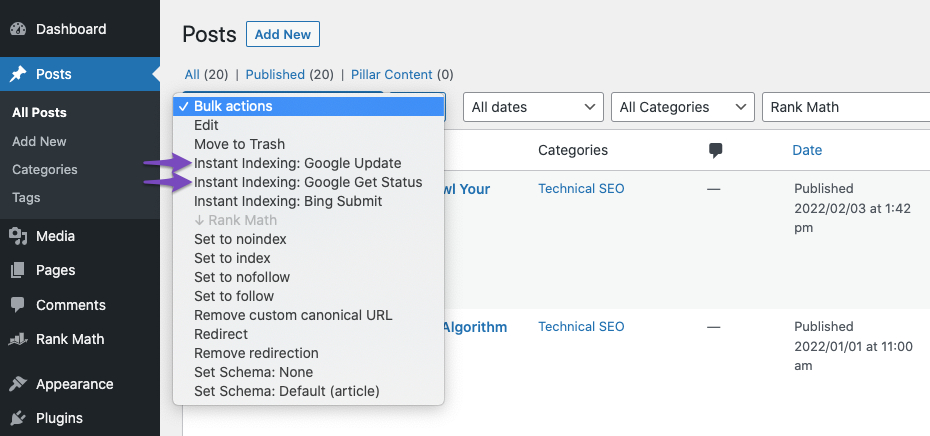 Dashboard
Posts
All Posts
Add New
Categories
Tags
Media
Pages
Comments
Rank Math
Appearance
Plugins
Posts Add New
All (20) | Published (20) | Pillar Content (0)
✓ Bulk actions
Edit
Move to Trash
Instant Indexing: Google Update
Instant Indexing: Google Get Status
Instant Indexing: Bing Submit
↓ Rank Math
Set to noindex
Set to index
Set to nofollow
Set to follow
Remove custom canonical URL
Redirect
Remove redirection
Set Schema: None
Set Schema: Default (article)
All dates All Categories Rank Math
Categories Date
Your Technical SEO — Published
2022/02/03 at 1:42
pm
Algorithm Technical SEO — Published
2022/01/01 at 11:00
am